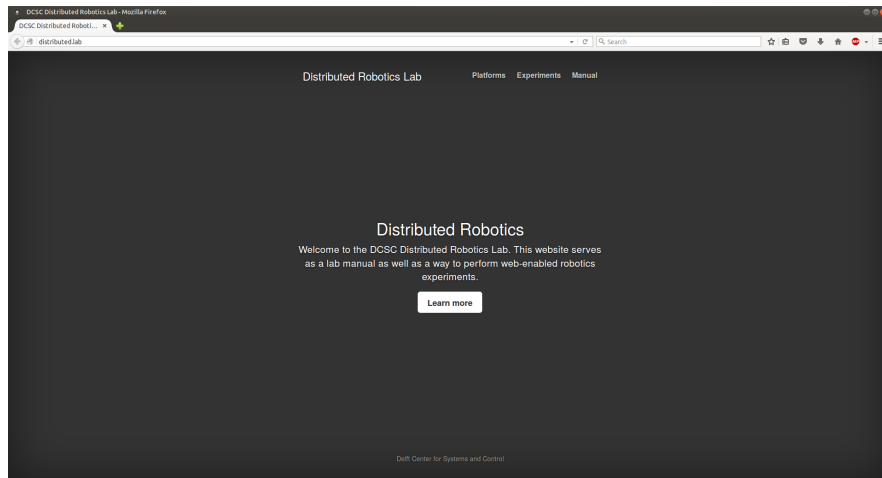 DCSC Distributed Robotics Lab - Mozilla Firefox
DCSC Distributed Roboti... ×
distributed.lab
Search
Distributed Robotics Lab
Platforms Experiments Manual
Distributed Robotics
Welcome to the DCSC Distributed Robotics Lab. This website serves
as a lab manual as well as a way to perform web-enabled robotics
experiments.
Learn more
Delft Center for Systems and Control